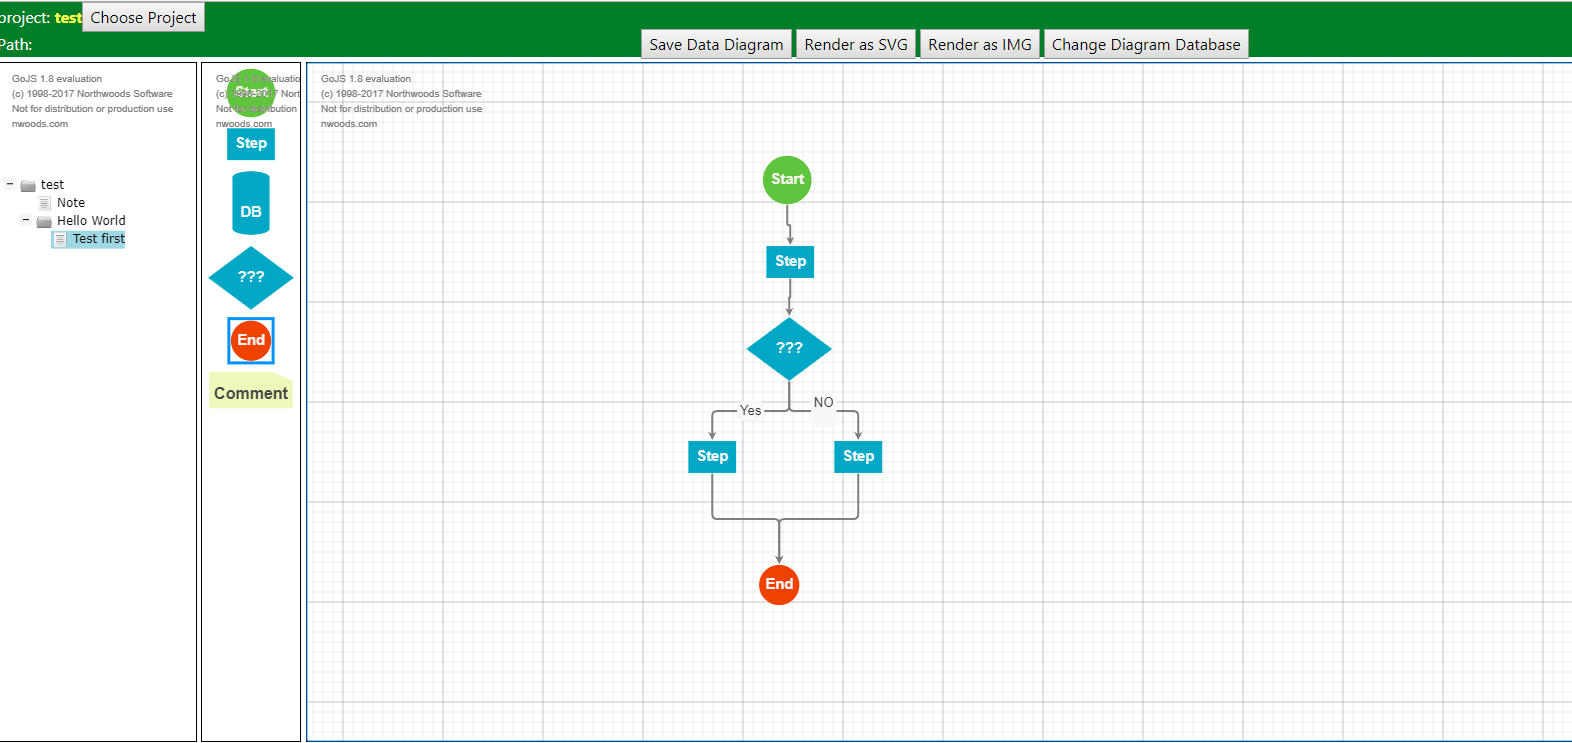 project: test Choose Project
Path:
Save Data Diagram Render as SVG Render as IMG Change Diagram Database
GoJS 1.8 evaluation
(c) 1998-2017 Northwoods Software
Not for distribution or production use
nwoods.com
test
Note
Hello World
Test first
GoJS 1.8 evaluatio
(c) 1998-2017 Nort
Not for distribution
nwoods.com
Start
Step
DB
???
End
Comment
GoJS 1.8 evaluation
(c) 1998-2017 Northwoods Software
Not for distribution or production use
nwoods.com
Start
Step
???
Yes NO
Step Step
End